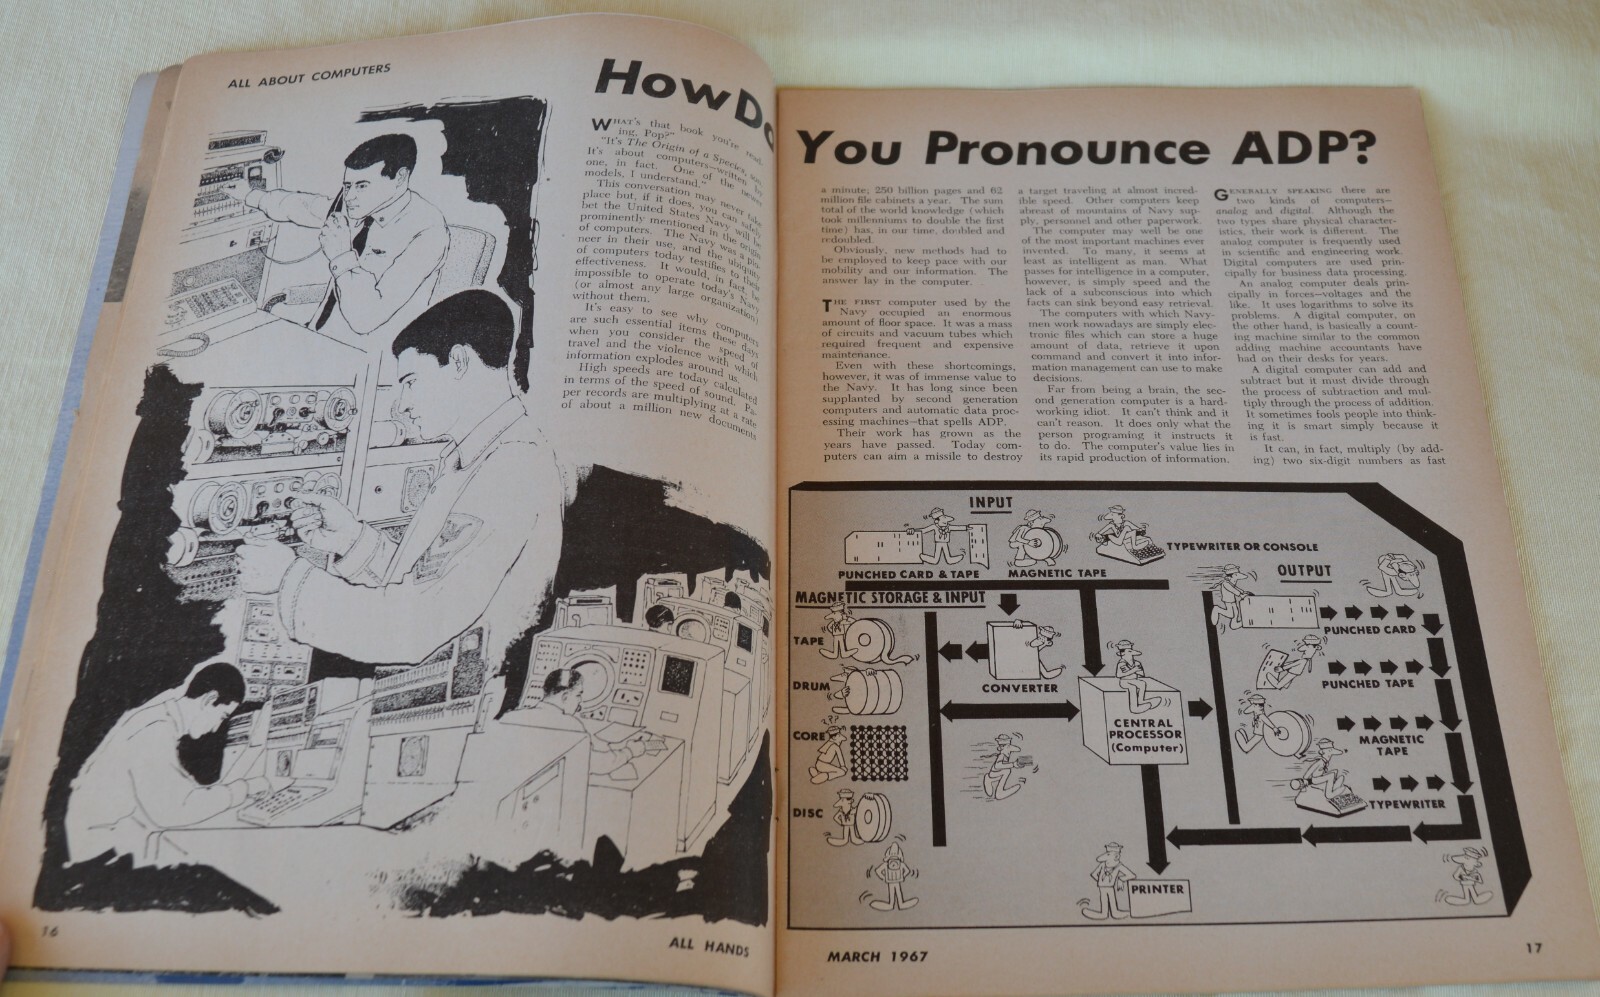 ALL ABOUT COMPUTERS
How Do
You Pronounce ADP?
WHAT'S that book you're read-
ing, Pop?"
"It's The Origin of a Species, son.
It's about computers—written by
one, in fact. One of the newer
models, I understand."
This conversation may never take
place but, if it does, you can safely
bet the United States Navy will be
prominently mentioned in the origin
of computers. The Navy was a pio-
neer in their use, and the ubiquity
of computers today testifies to their
effectiveness. It would, in fact, be
impossible to operate today's Navy
(or almost any large organization)
without them.
It's easy to see why computers
are such essential items these days
when you consider the speed of
travel and the violence with which
information explodes around us.
High speeds are today calculated
in terms of the speed of sound. Pa-
per records are multiplying at a rate
of about a million new documents
a minute; 250 billion pages and 62
million file cabinets a year. The sum
total of the world knowledge (which
took millenniums to double the first
time) has, in our time, doubled and
redoubled.
Obviously, new methods had to
be employed to keep pace with our
mobility and our information. The
answer lay in the computer.
THE FIRST computer used by the
Navy occupied an enormous
amount of floor space. It was a mass
of circuits and vacuum tubes which
required frequent and expensive
maintenance.
Even with these shortcomings,
however, it was of immense value to
the Navy. It has long since been
supplanted by second generation
computers and automatic data proc-
essing machines—that spells ADP.
Their work has grown as the
years have passed. Today com-
puters can aim a missile to destroy
a target traveling at almost incred-
ible speed. Other computers keep
abreast of mountains of Navy sup-
ply, personnel and other paperwork.
The computer may well be one
of the most important machines ever
invented. To many, it seems at
least as intelligent as man. What
passes for intelligence in a computer,
however, is simply speed and the
lack of a subconscious into which
facts can sink beyond easy retrieval.
The computers with which Navy-
men work nowadays are simply elec-
tronic files which can store a huge
amount of data, retrieve it upon
command and convert it into infor-
mation management can use to make
decisions.
Far from being a brain, the sec-
ond generation computer is a hard-
working idiot. It can't think and it
can't reason. It does only what the
person programing it instructs it
to do. The computer's value lies in
its rapid production of information.
GENERALLY SPEAKING there are
two kinds of computers—
analog and digital. Although the
two types share physical character-
istics, their work is different. The
analog computer is frequently used
in scientific and engineering work.
Digital computers are used prin-
cipally for business data processing.
An analog computer deals prin-
cipally in forces—voltages and the
like. It uses logarithms to solve its
problems. A digital computer, on
the other hand, is basically a count-
ing machine similar to the common
adding machine accountants have
had on their desks for years.
A digital computer can add and
subtract but it must divide through
the process of subtraction and mul-
tiply through the process of addition.
It sometimes fools people into think-
ing it is smart simply because it
is fast.
It can, in fact, multiply (by add-
ing) two six-digit numbers as fast
INPUT
PUNCHED CARD & TAPE
MAGNETIC TAPE
TYPEWRITER OR CONSOLE
MAGNETIC STORAGE & INPUT
TAPE
DRUM
CORE
???
DISC
CONVERTER
CENTRAL
PROCESSOR
(Computer)
OUTPUT
PUNCHED CARD
PUNCHED TAPE
MAGNETIC
TAPE
TYPEWRITER
PRINTER
16
ALL HANDS
MARCH 1967
17